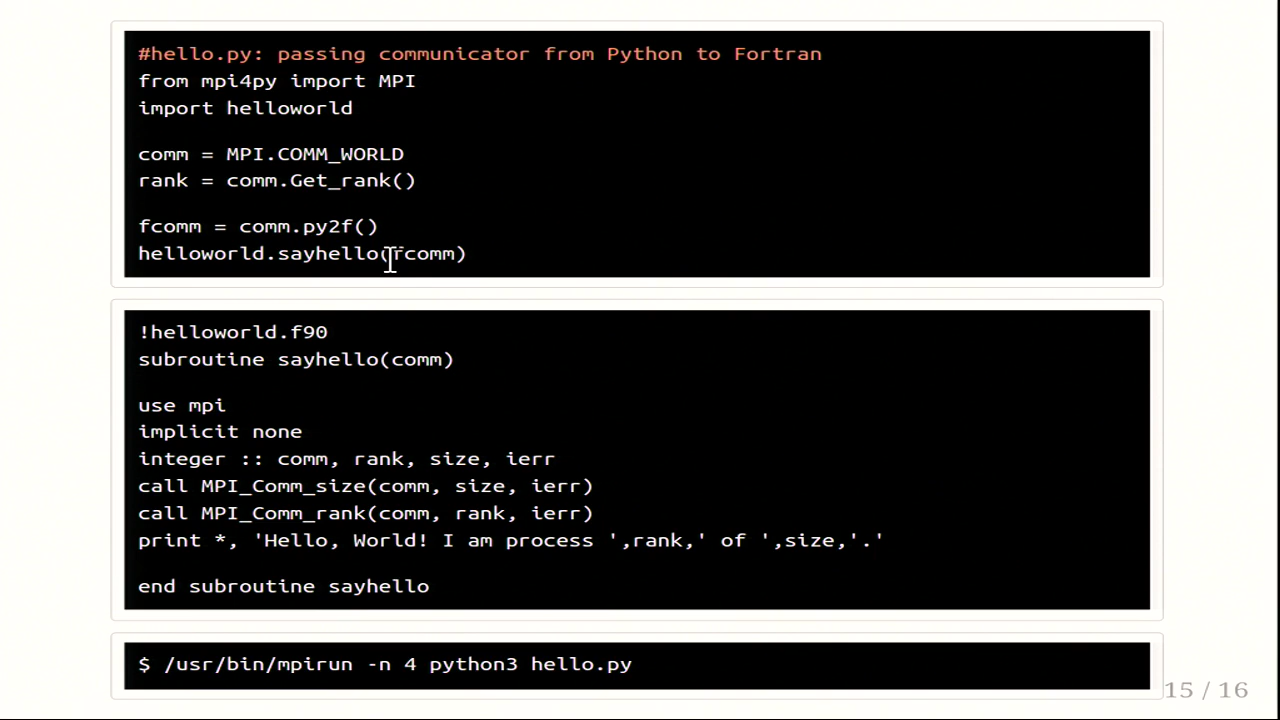 #hello.py: passing communicator from Python to Fortran
from mpi4py import MPI
import helloworld
comm = MPI.COMM_WORLD
rank = comm.Get_rank()
fcomm = comm.py2f()
helloworld.sayhello(fcomm)
!helloworld.f90
subroutine sayhello(comm)
use mpi
implicit none
integer :: comm, rank, size, ierr
call MPI_Comm_size(comm, size, ierr)
call MPI_Comm_rank(comm, rank, ierr)
print *, 'Hello, World! I am process ',rank,' of ',size,'.'
end subroutine sayhello
$ /usr/bin/mpirun -n 4 python3 hello.py
15 / 16